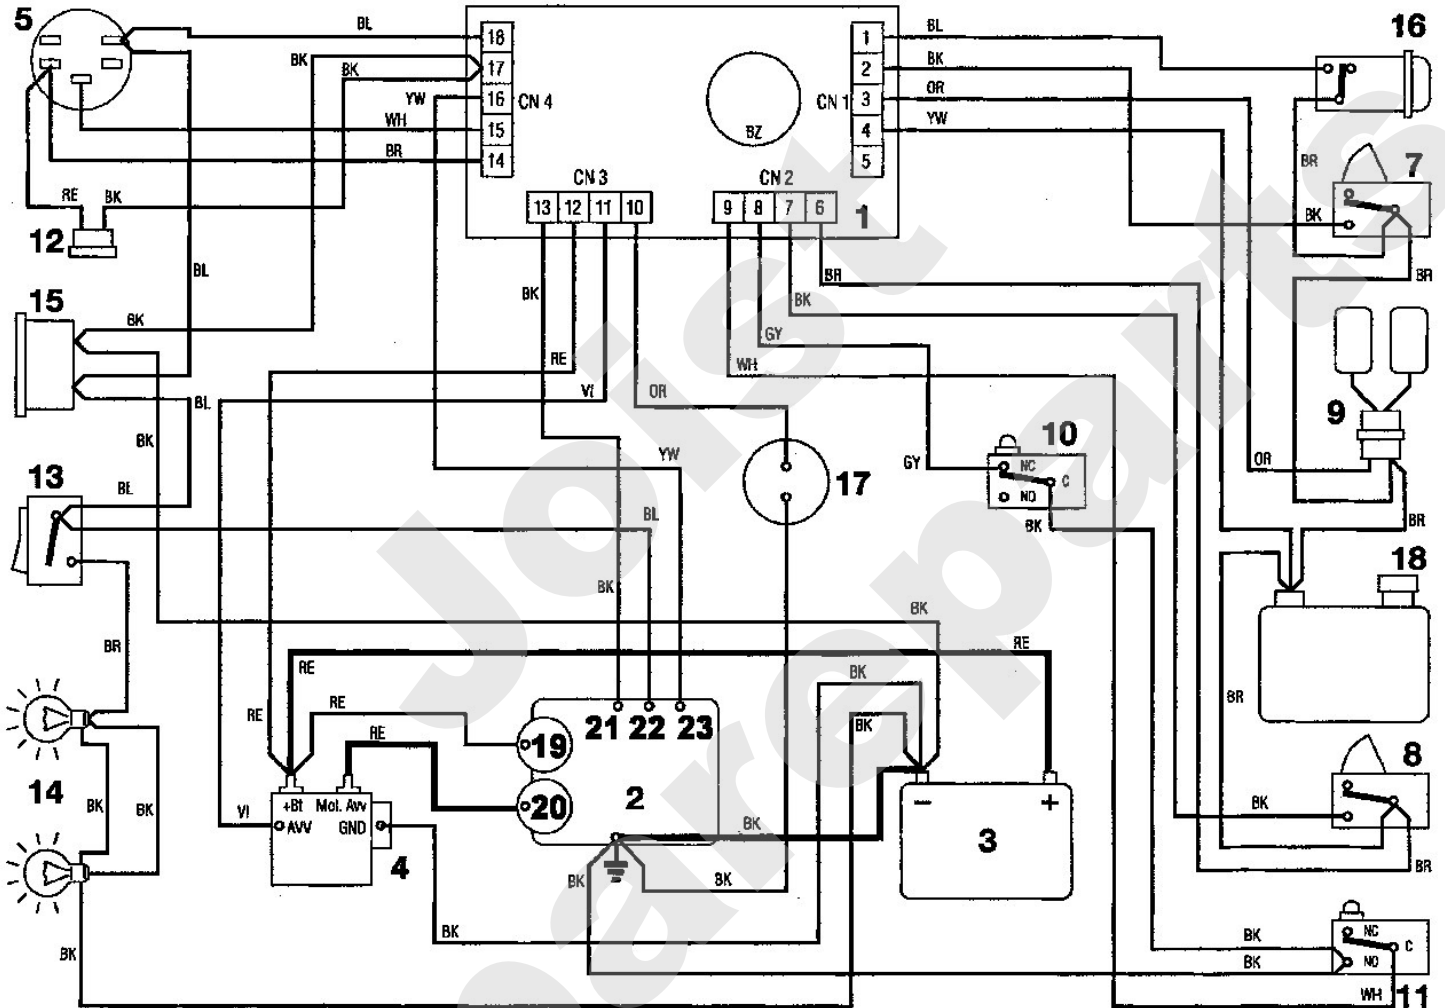 5
BL
BK
BK
YW
WH
BR
18
17
16
15
14
CN 4
BZ
CN 1
1
2
3
4
5
BL
BK
OR
YW
16
BR
7
BK
BR
RE
BK
12
CN 3
13
12
11
10
CN 2
9
8
7
6
1
BL
15
BK
BK
RE
VI
OR
WH
GY
BK
BR
BL
BK
YW
17
GY
10
NC
C
NO
BK
9
OR
BR
13
BL
BL
BK
BK
18
BR
RE
RE
RE
RE
BK
BK
RE
BR
14
BK
BK
BK
VI
+Bt
Mot. Avv
AVV
GND
4
19
20
21
22
23
2
BK
BK
BK
BK
3
−
+
8
BK
BR
BK
BK
NC
C
NO
WH
11
Joist
parepa​rts